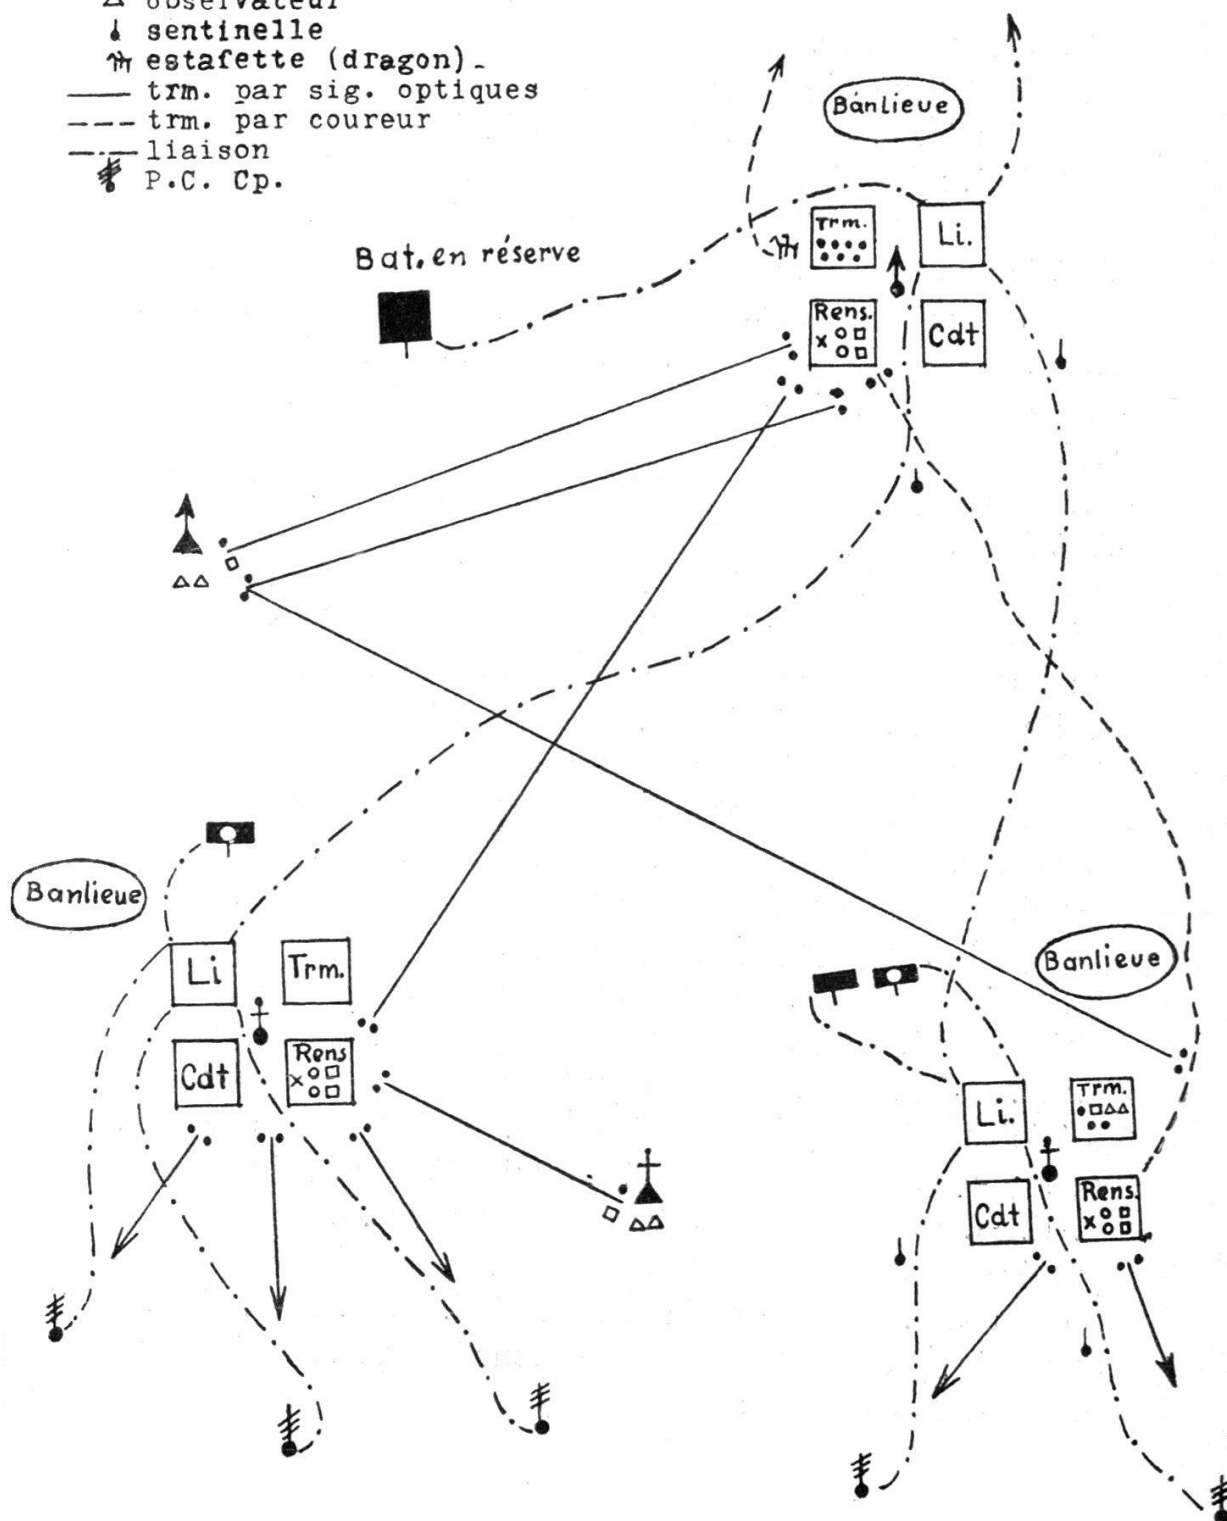 observateur
sentinelle
estafette (dragon)-
trm. par sig. optiques
trm. par coureur
liaison
P.C. Cp.
Banlieue
Trm.
Li.
Bat. en réserve
Rens.
x
Cdt
Banlieue
Li
Trm.
Cdt
Rens
x
Banlieue
Li.
Trm.
Cdt
Rens.
x